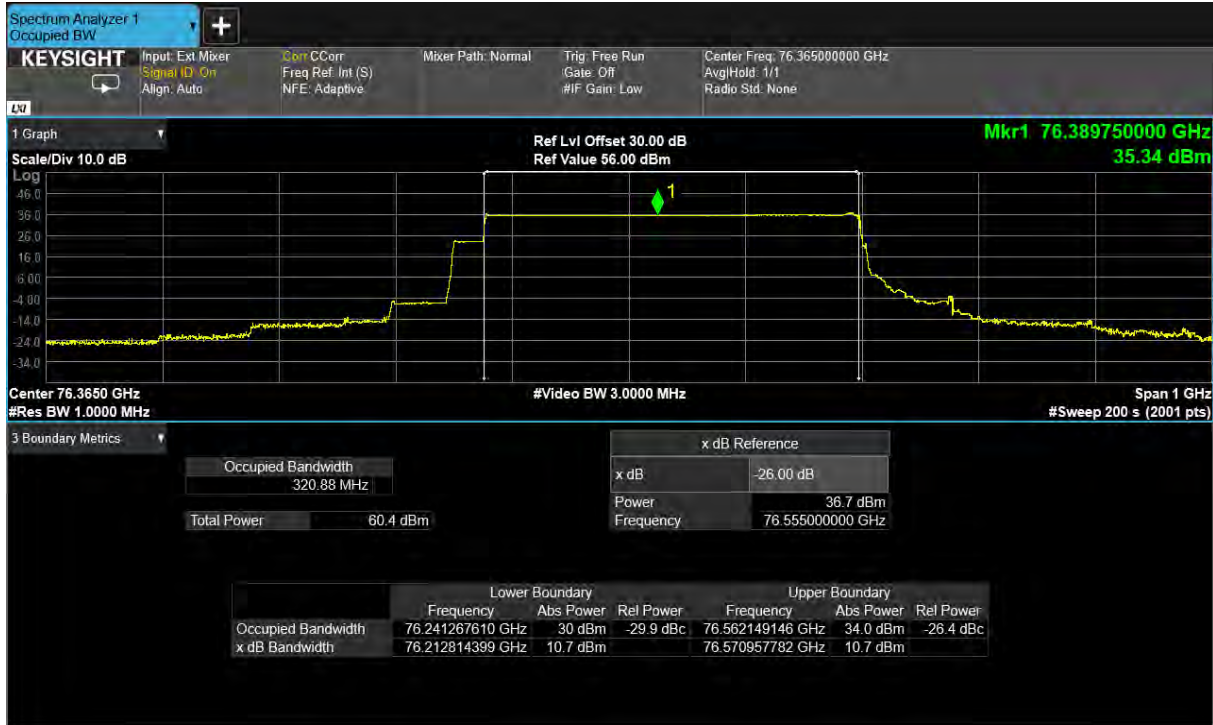 Spectrum Analyzer 1
Occupied BW
+
KEYSIGHT
Input: Ext Mixer
Signal ID: On
Align: Auto
Corr CCorr
Freq Ref: Int (S)
NFE: Adaptive
Mixer Path: Normal
Trig: Free Run
Gate: Off
#IF Gain: Low
Center Freq: 76.365000000 GHz
Avg|Hold: 1/1
Radio Std: None
LXI
1 Graph
Scale/Div 10.0 dB
Ref Lvl Offset 30.00 dB
Ref Value 56.00 dBm
Mkr1 76.389750000 GHz
35.34 dBm
Log
46.0
36.0
26.0
16.0
6.00
-4.00
-14.0
-24.0
-34.0
1
Center 76.3650 GHz
#Res BW 1.0000 MHz
#Video BW 3.0000 MHz
Span 1 GHz
#Sweep 200 s (2001 pts)
3 Boundary Metrics
Occupied Bandwidth
320.88 MHz
Total Power 60.4 dBm
x dB Reference
x dB -26.00 dB
Power 36.7 dBm
Frequency 76.555000000 GHz
Lower Boundary Upper Boundary
Frequency Abs Power Rel Power Frequency Abs Power Rel Power
Occupied Bandwidth 76.241267610 GHz 30 dBm -29.9 dBc 76.562149146 GHz 34.0 dBm -26.4 dBc
x dB Bandwidth 76.212814399 GHz 10.7 dBm 76.570957782 GHz 10.7 dBm